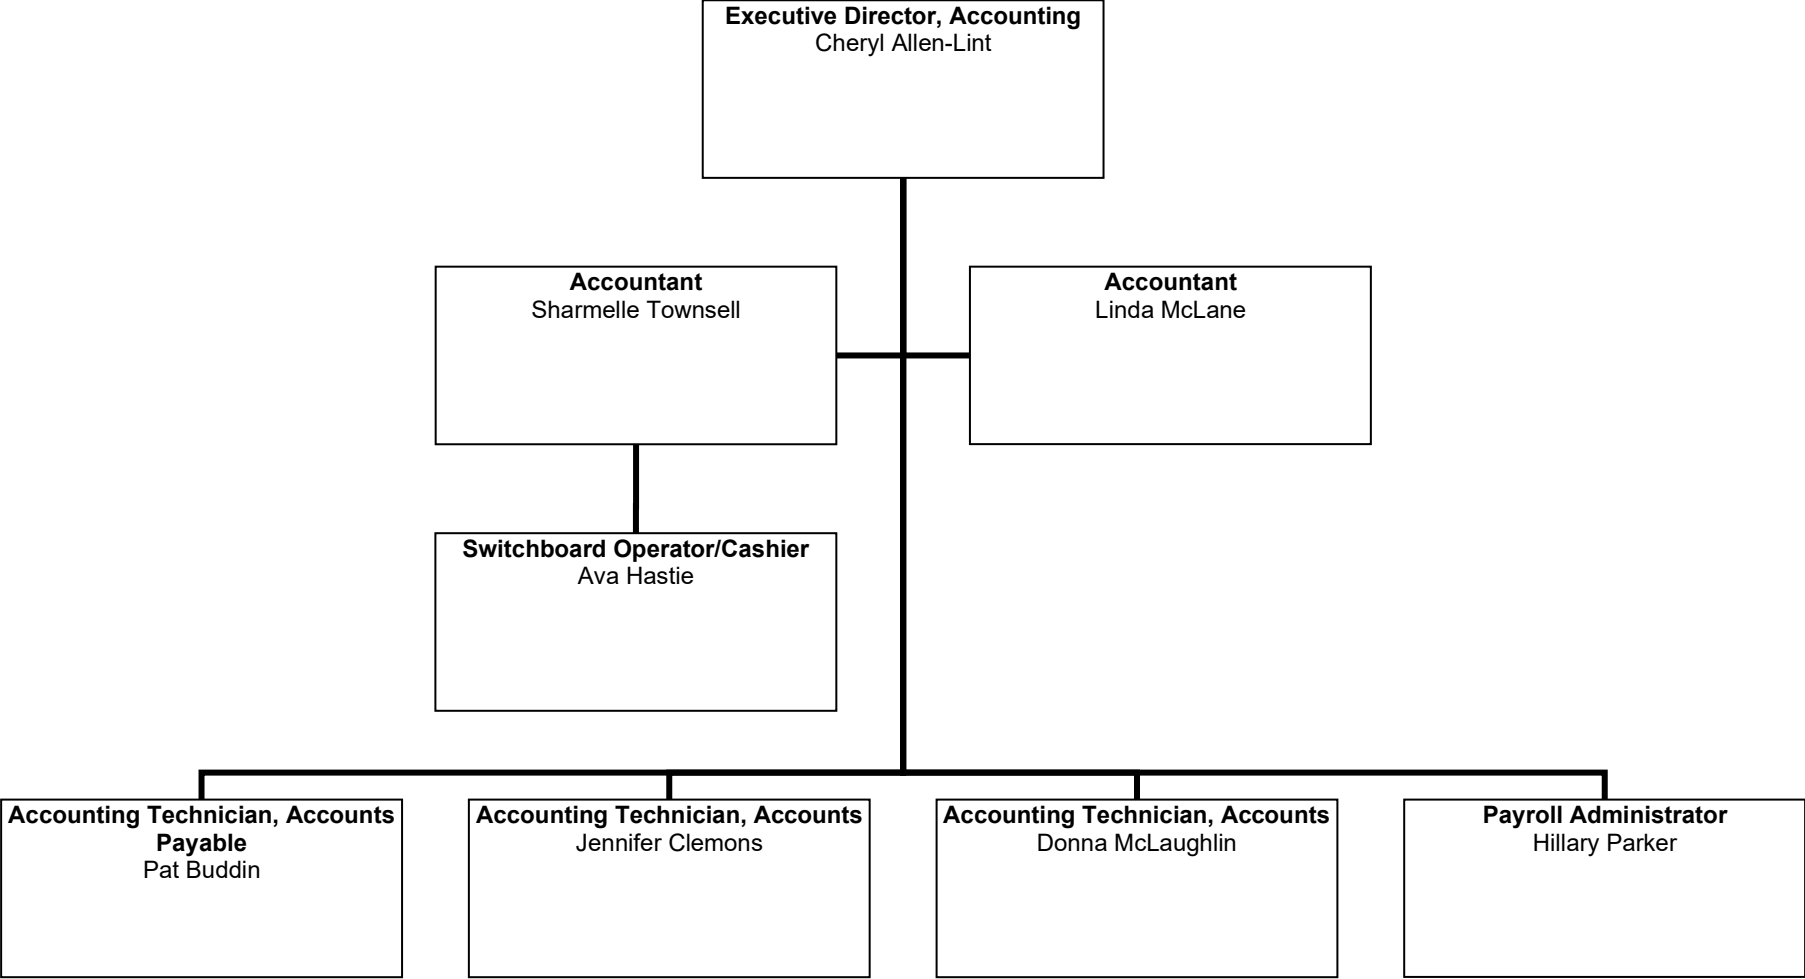 Executive Director, Accounting
Cheryl Allen-Lint
Accountant
Sharmelle Townsell
Accountant
Linda McLane
Switchboard Operator/Cashier
Ava Hastie
Accounting Technician, Accounts
Payable
Pat Buddin
Accounting Technician, Accounts
Jennifer Clemons
Accounting Technician, Accounts
Donna McLaughlin
Payroll Administrator
Hillary Parker